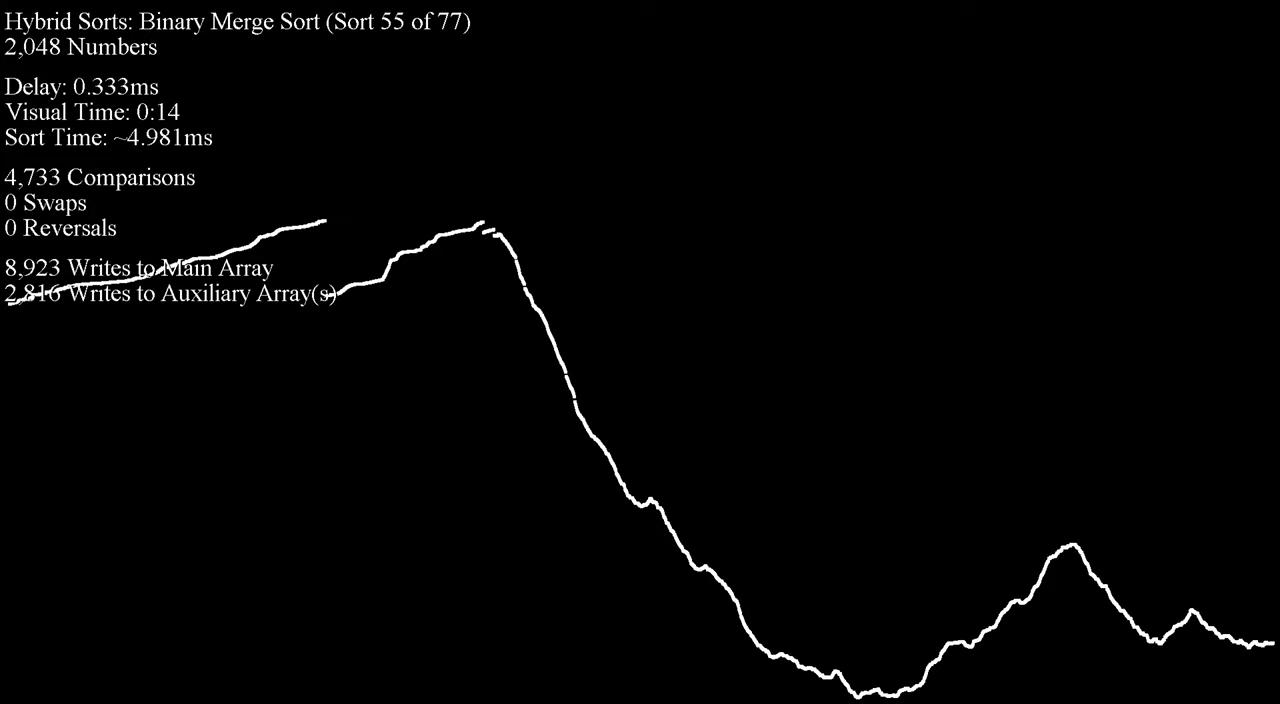 Hybrid Sorts: Binary Merge Sort (Sort 55 of 77)
2,048 Numbers
Delay: 0.333ms
Visual Time: 0:14
Sort Time: ~4.981ms
4,733 Comparisons
0 Swaps
0 Reversals
8,923 Writes to Main Array
2,816 Writes to Auxiliary Array(s)